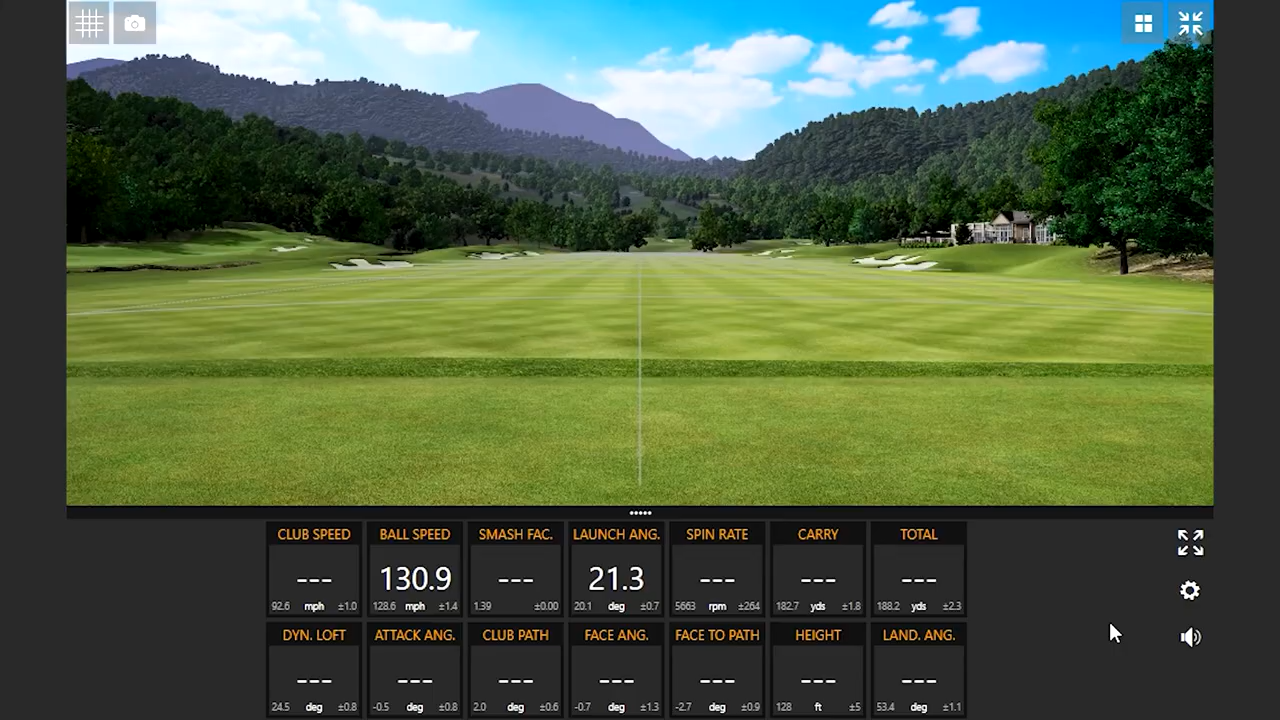 CLUB SPEED BALL SPEED SMASH FAC. LAUNCH ANG. SPIN RATE CARRY TOTAL
--- 130.9 --- 21.3 --- --- ---
92.6 mph ±1.0 128.6 mph ±1.4 1.39 ±0.00 20.1 deg ±0.7 5663 rpm ±264 182.7 yds ±1.8 188.2 yds ±2.3
DYN. LOFT ATTACK ANG. CLUB PATH FACE ANG. FACE TO PATH HEIGHT LAND. ANG.
--- --- --- --- --- --- ---
24.5 deg ±0.8 -0.5 deg ±0.8 2.0 deg ±0.6 -0.7 deg ±1.3 -2.7 deg ±0.9 128 ft ±5 53.4 deg ±1.1